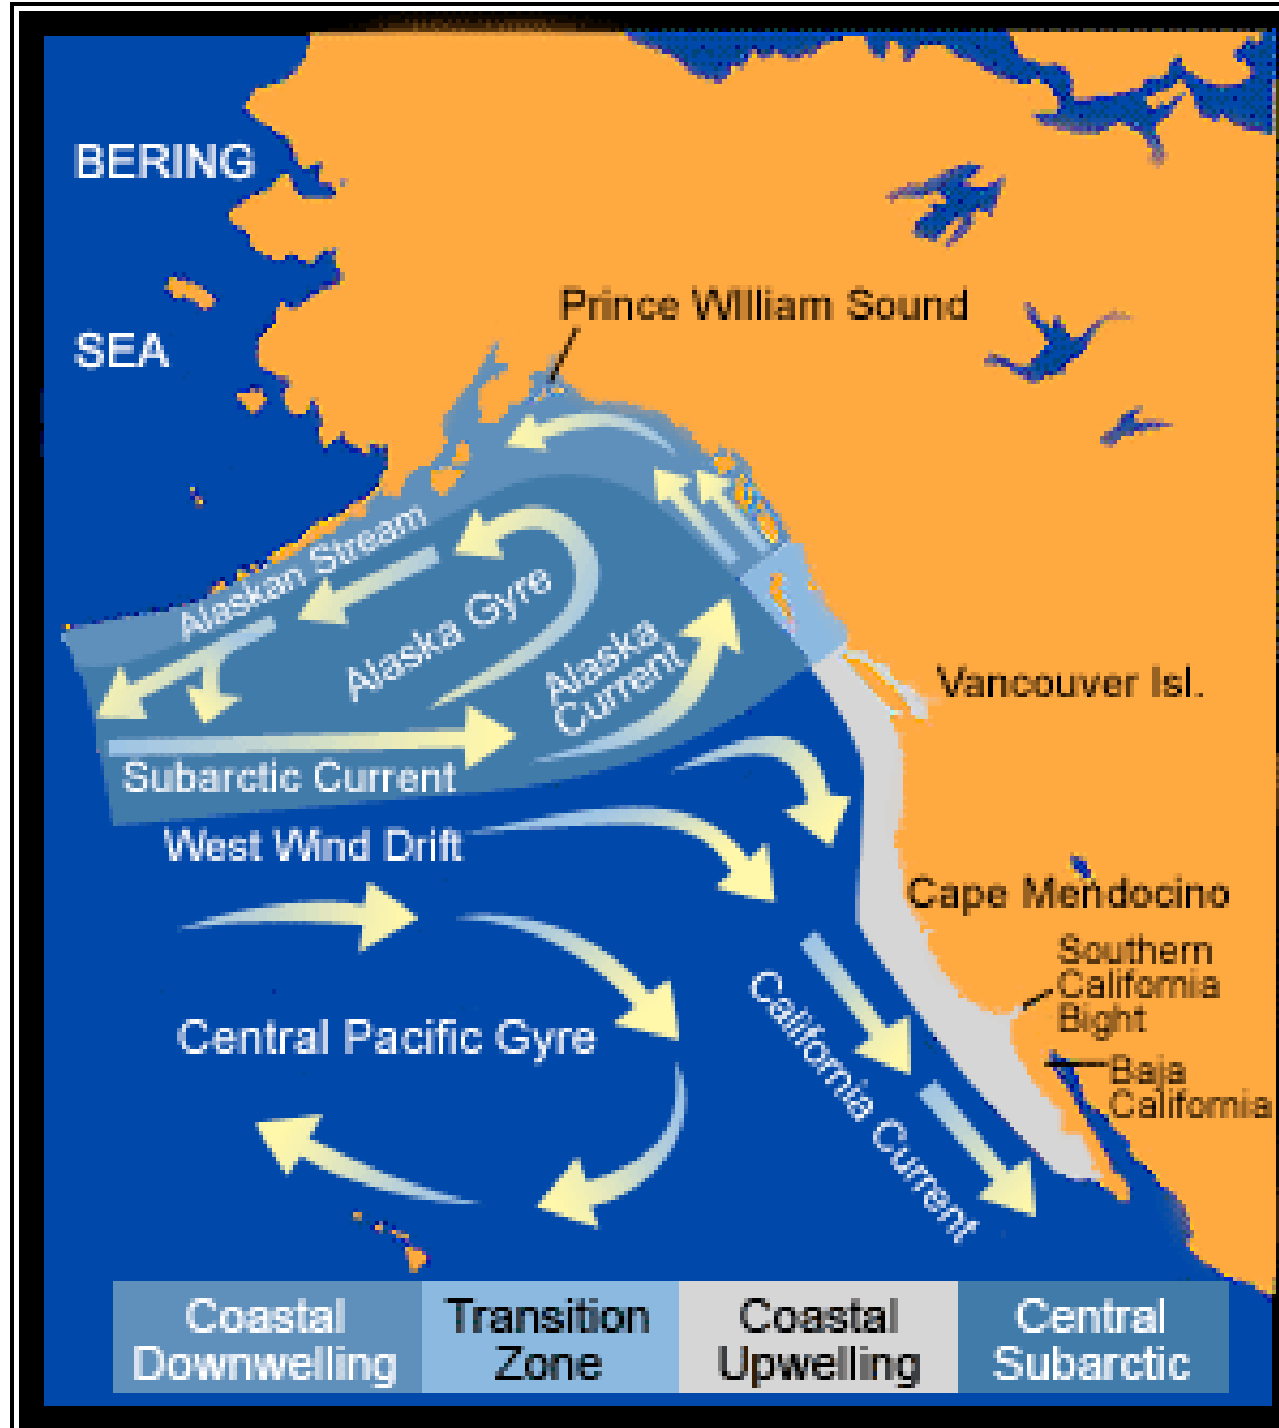 BERING
SEA
Prince WIlliam Sound
Alaskan Stream
Alaska Gyre
Alaska
Current
Vancouver Isl.
Subarctic Current
West Wind Drift
Cape Mendocino
Southern
California
Bight
Central Pacific Gyre
California Current
Baja
California
Coastal
Downwelling
Transition
Zone
Coastal
Upwelling
Central
Subarctic